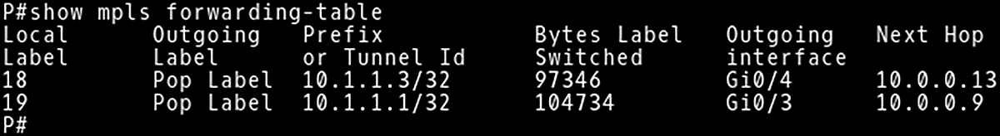 P#show mpls forwarding-table
Local      Outgoing   Prefix           Bytes Label   Outgoing   Next Hop
Label      Label      or Tunnel Id     Switched      interface
18         Pop Label  10.1.1.3/32      97346         Gi0/4      10.0.0.13
19         Pop Label  10.1.1.1/32      104734        Gi0/3      10.0.0.9
P#